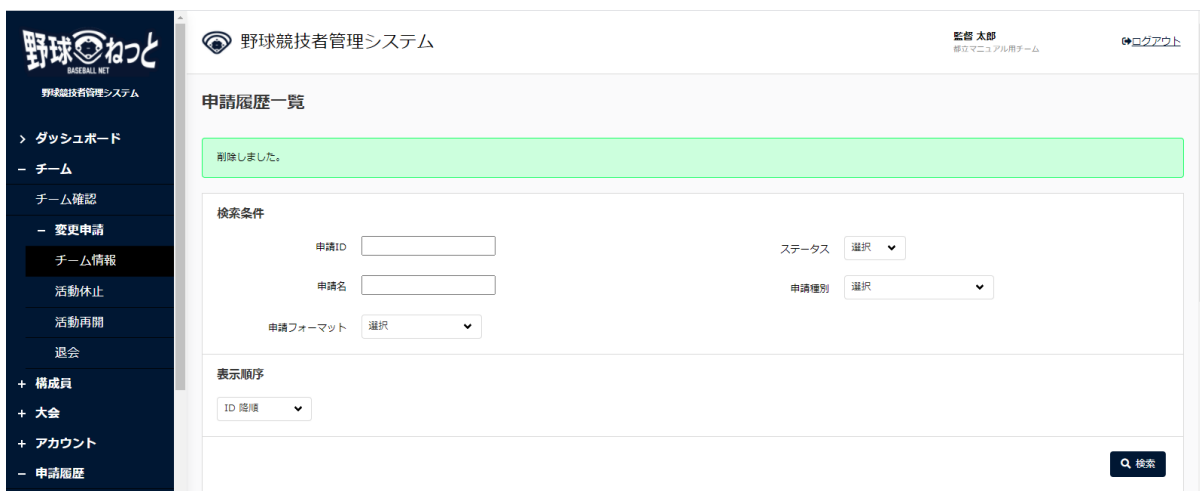 野球ねっと
BASEBALL NET
野球競技者管理システム
ダッシュボード
チーム
チーム確認
変更申請
チーム情報
活動休止
活動再開
退会
構成員
大会
アカウント
申請履歴
野球競技者管理システム
監督 太郎
都立マニュアル用チーム
ログアウト
申請履歴一覧
削除しました。
検索条件
申請ID
ステータス 選択
申請名
申請種別 選択
申請フォーマット 選択
表示順序
ID 降順
検索